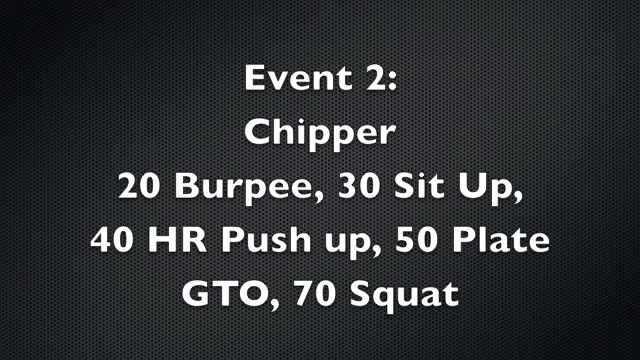 Event 2:
Chipper
20 Burpee, 30 Sit Up,
40 HR Push up, 50 Plate
GTO, 70 Squat